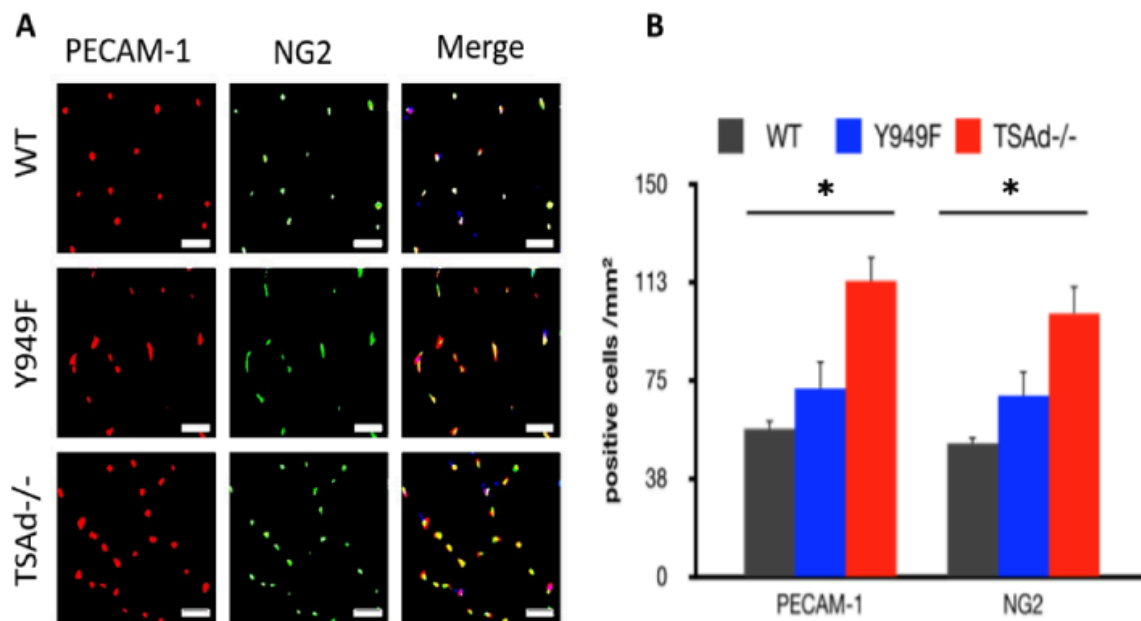 A
PECAM-1 NG2 Merge
WT
Y949F
TSAd-/-
B
WT Y949F TSAd-/-
* *
150
113
75
38
0
positive cells /mm²
PECAM-1 NG2